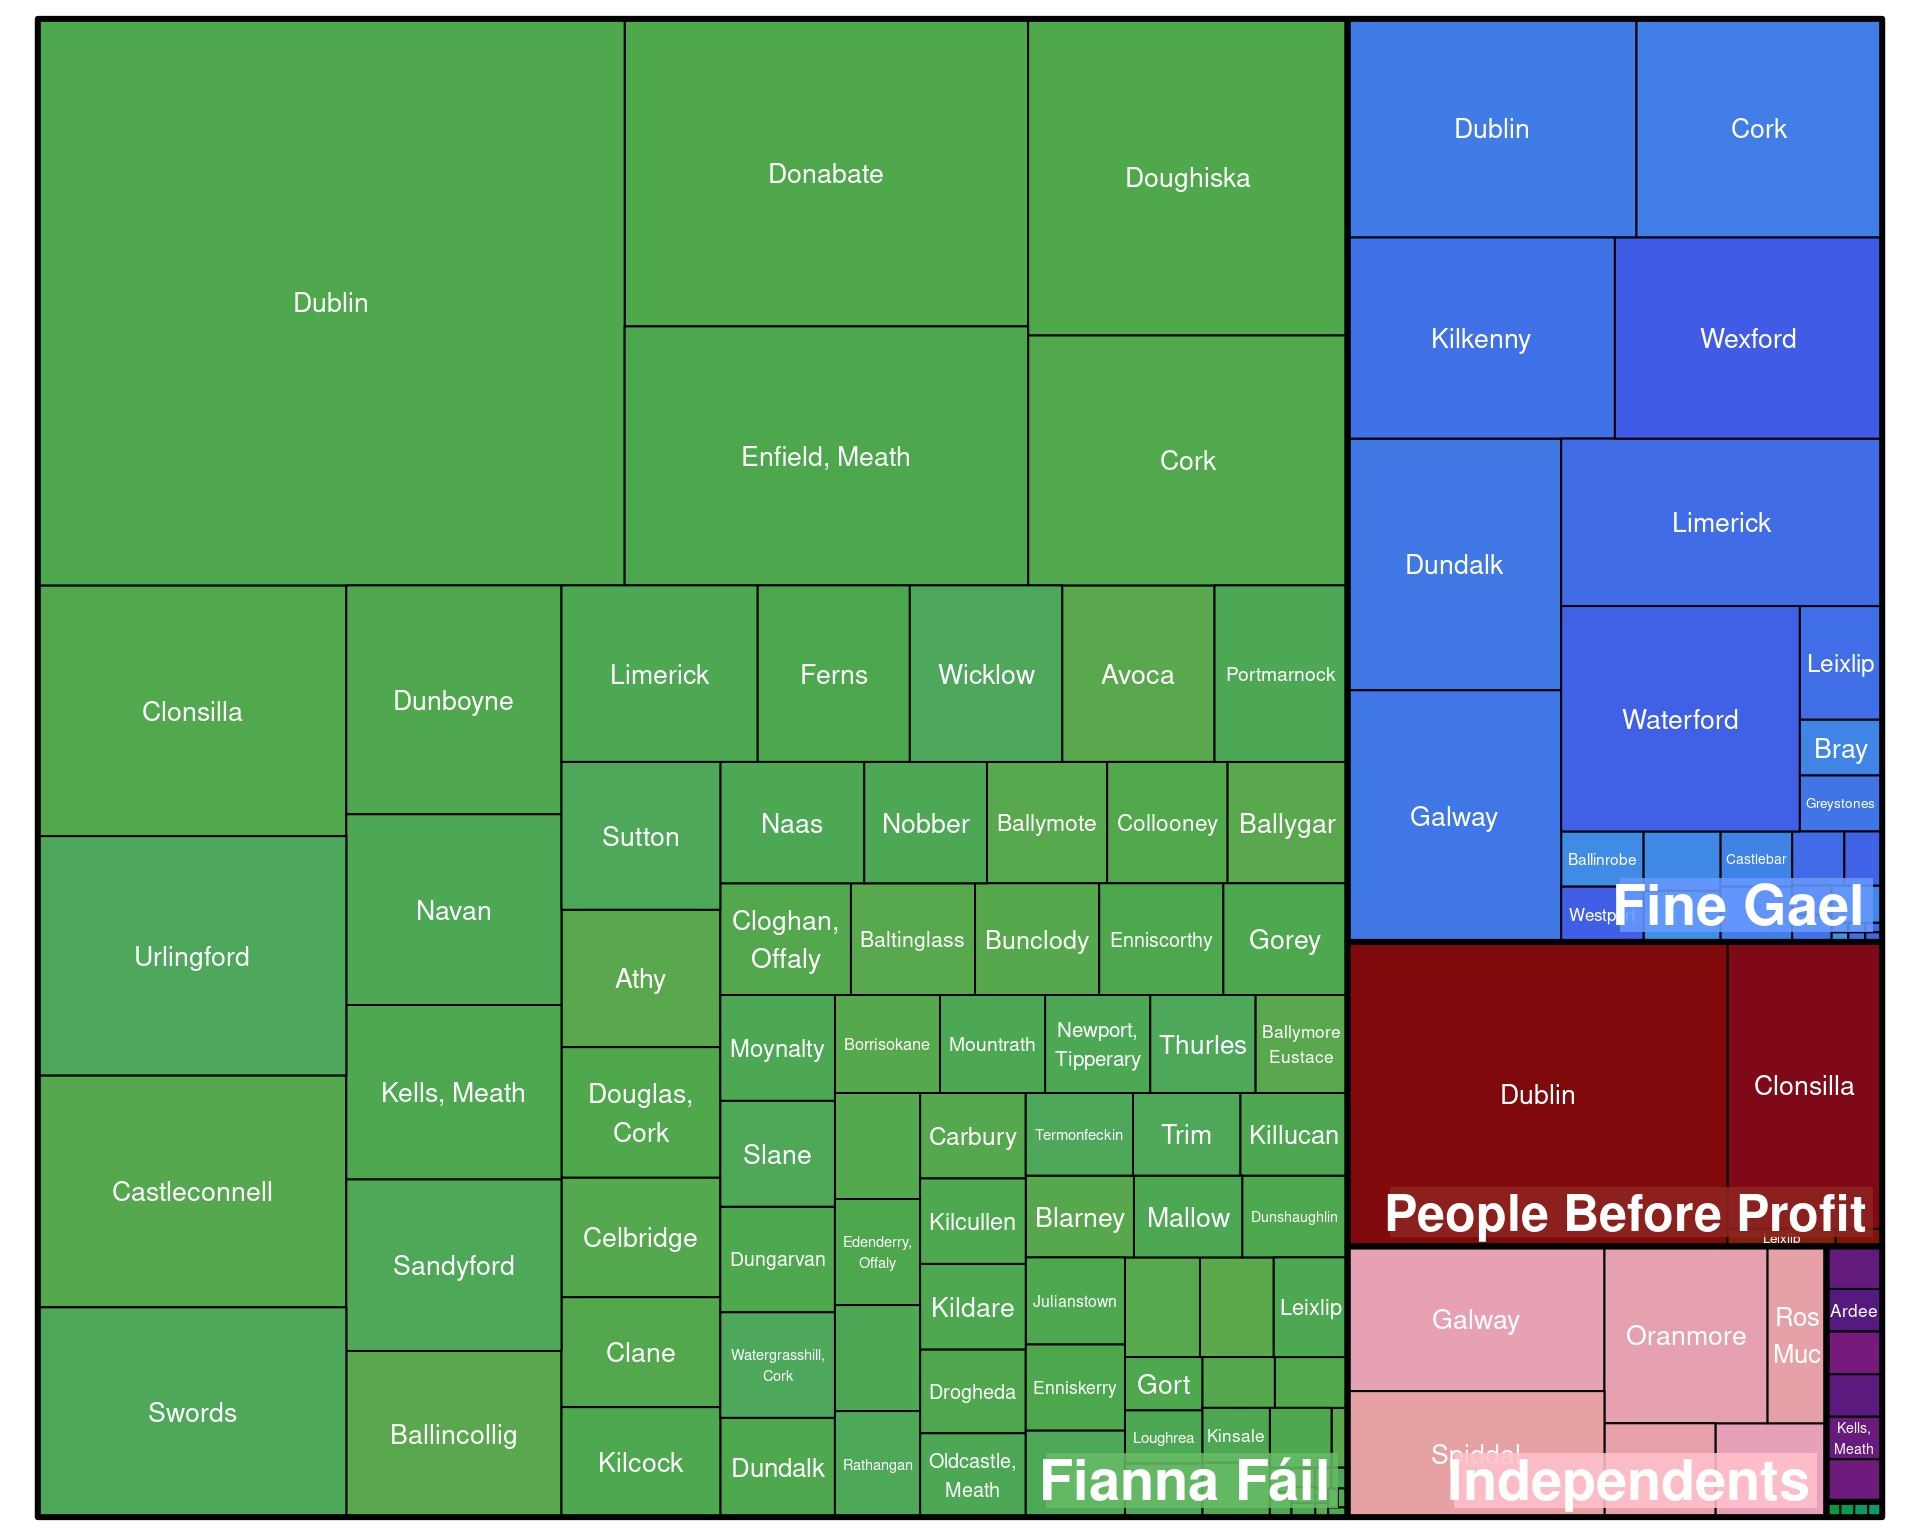 Dublin
Donabate
Doughiska
Enfield, Meath
Cork
Clonsilla
Urlingford
Castleconnell
Swords
Dunboyne
Navan
Kells, Meath
Sandyford
Ballincollig
Limerick
Ferns
Wicklow
Avoca
Portmarnock
Sutton
Athy
Douglas,
Cork
Celbridge
Clane
Kilcock
Naas
Nobber
Ballymote
Collooney
Ballygar
Cloghan,
Offaly
Baltinglass
Bunclody
Enniscorthy
Gorey
Moynalty
Slane
Dungarvan
Watergrasshill,
Cork
Dundalk
Borrisokane
Mountrath
Newport,
Tipperary
Thurles
Ballymore
Eustace
Edenderry,
Offaly
Rathangan
Carbury
Kilcullen
Kildare
Drogheda
Oldcastle,
Meath
Termonfeckin
Trim
Killucan
Blarney
Mallow
Dunshaughlin
Julianstown
Enniskerry
Leixlip
Gort
Loughrea
Kinsale
Fianna Fáil
Dublin
Cork
Kilkenny
Wexford
Dundalk
Galway
Limerick
Waterford
Leixlip
Bray
Greystones
Ballinrobe
Castlebar
Westport
Fine Gael
Dublin
Clonsilla
Leixlip
People Before Profit
Galway
Spiddal
Oranmore
Ros
Muc
Independents
Ardee
Kells,
Meath